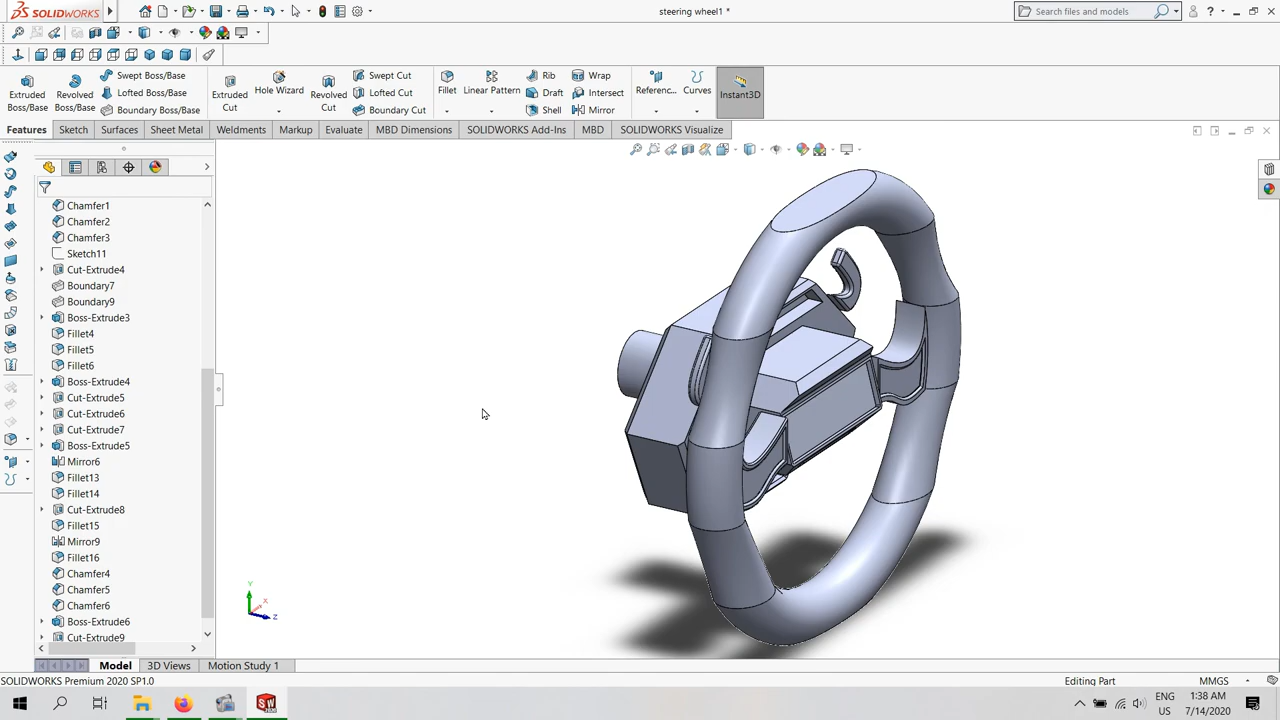 SOLIDWORKS
steering wheel1 *
Search files and models
?
Extruded Boss/Base
Revolved Boss/Base
Swept Boss/Base
Lofted Boss/Base
Boundary Boss/Base
Extruded Cut
Hole Wizard
Revolved Cut
Swept Cut
Lofted Cut
Boundary Cut
Fillet
Linear Pattern
Rib
Draft
Shell
Wrap
Intersect
Mirror
Referenc...
Curves
Instant3D
Features Sketch Surfaces Sheet Metal Weldments Markup Evaluate MBD Dimensions SOLIDWORKS Add-Ins MBD SOLIDWORKS Visualize
Chamfer1
Chamfer2
Chamfer3
Sketch11
Cut-Extrude4
Boundary7
Boundary9
Boss-Extrude3
Fillet4
Fillet5
Fillet6
Boss-Extrude4
Cut-Extrude5
Cut-Extrude6
Cut-Extrude7
Boss-Extrude5
Mirror6
Fillet13
Fillet14
Cut-Extrude8
Fillet15
Mirror9
Fillet16
Chamfer4
Chamfer5
Chamfer6
Boss-Extrude6
Cut-Extrude9
Y
X
Z
Model 3D Views Motion Study 1
SOLIDWORKS Premium 2020 SP1.0 Editing Part MMGS
ENG 1:38 AM
US 7/14/2020